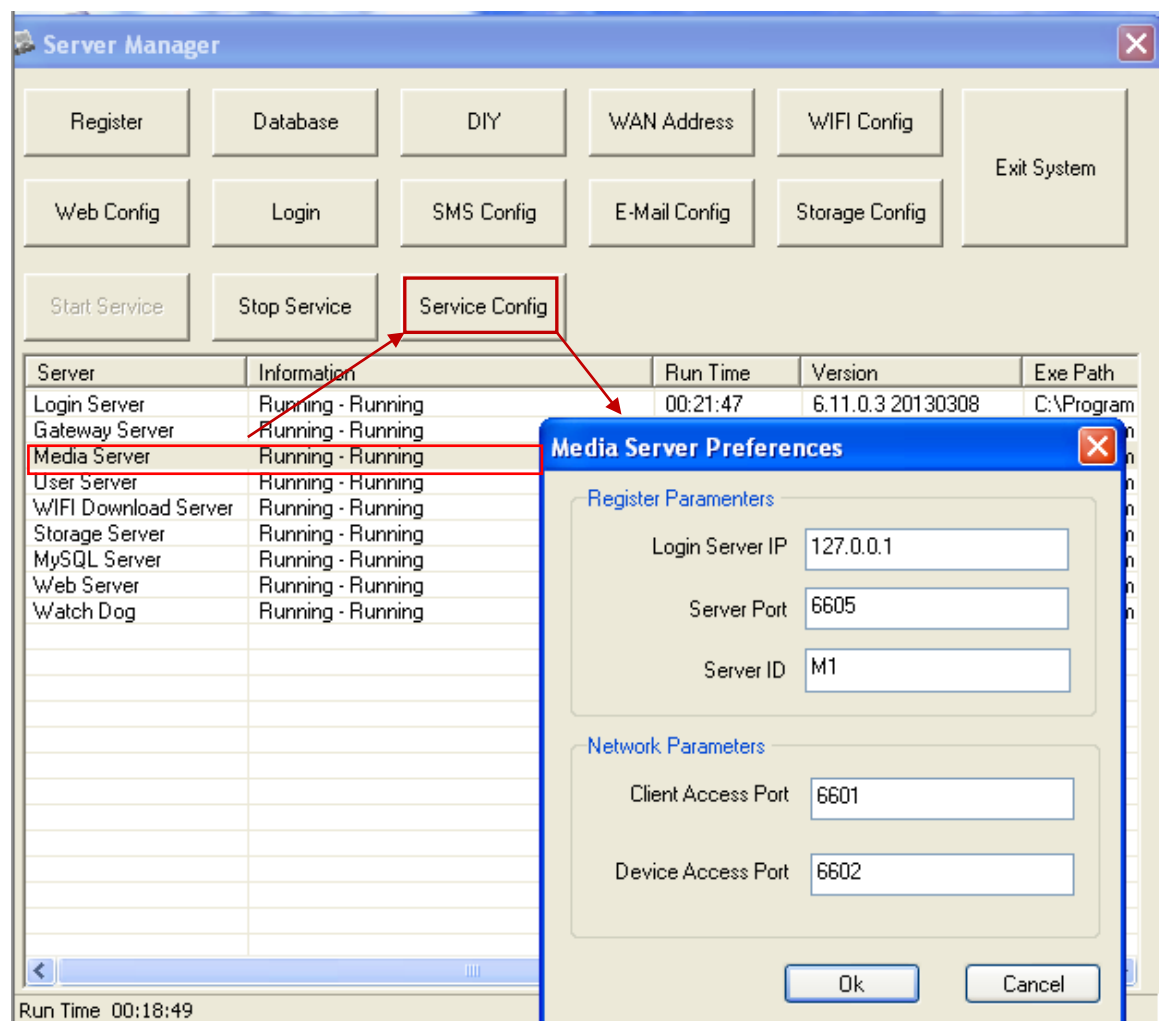 Server Manager
Register Database DIY WAN Address WIFI Config
Exit System
Web Config Login SMS Config E-Mail Config Storage Config
Start Service Stop Service Service Config
Server Information Run Time Version Exe Path
Login Server Running - Running 00:21:47 6.11.0.3 20130308 C:\Program
Gateway Server Running - Running
Media Server Running - Running
User Server Running - Running
WIFI Download Server Running - Running
Storage Server Running - Running
MySQL Server Running - Running
Web Server Running - Running
Watch Dog Running - Running
Media Server Preferences
Register Paramenters
Login Server IP 127.0.0.1
Server Port 6605
Server ID M1
Network Parameters
Client Access Port 6601
Device Access Port 6602
Ok Cancel
Run Time 00:18:49